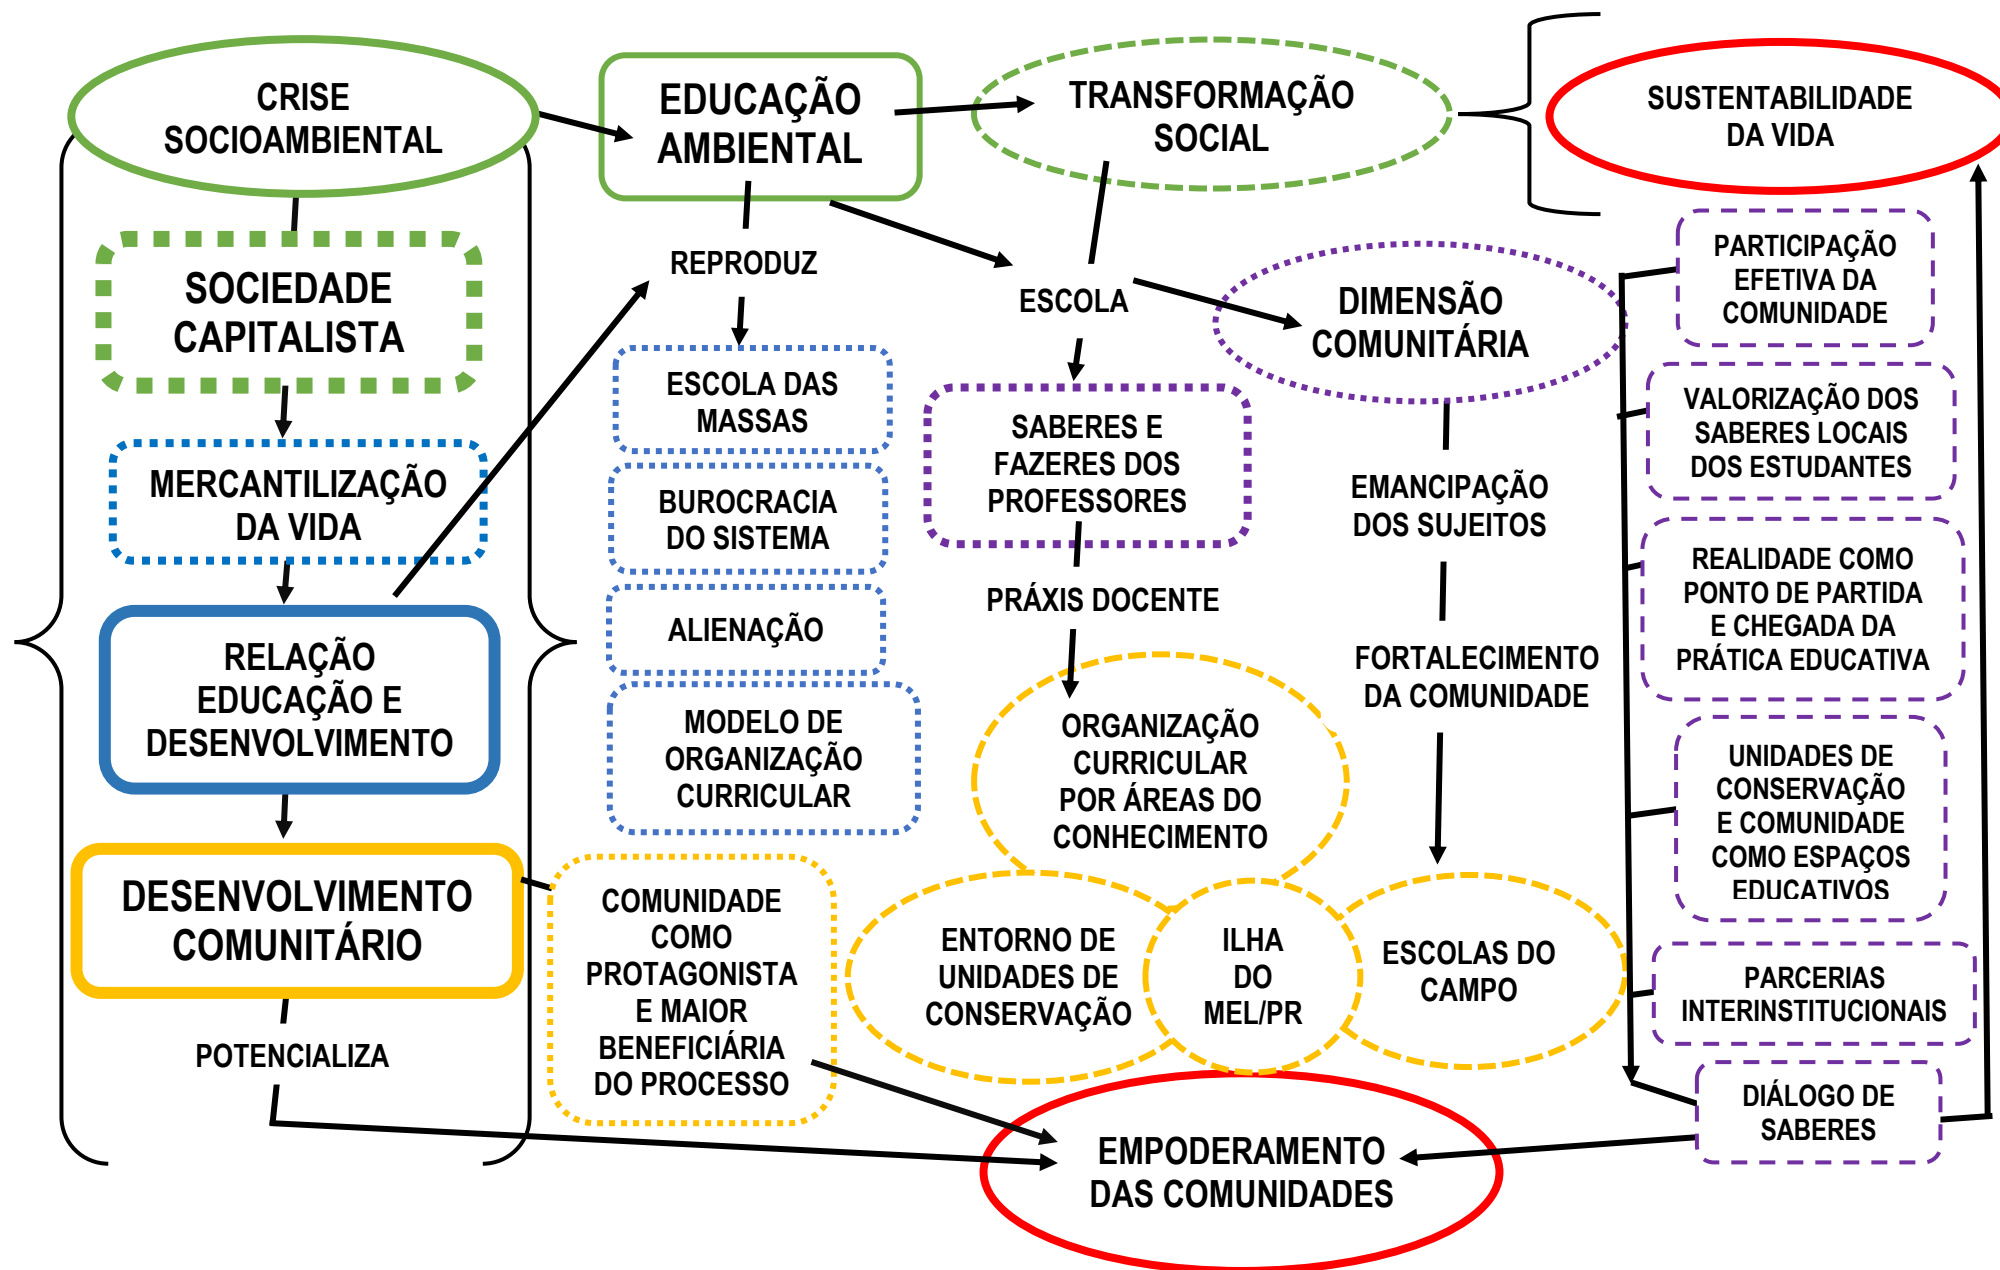 CRISE
SOCIOAMBIENTAL
EDUCAÇÃO
AMBIENTAL
TRANSFORMAÇÃO
SOCIAL
SUSTENTABILIDADE
DA VIDA
SOCIEDADE
CAPITALISTA
MERCANTILIZAÇÃO
DA VIDA
RELAÇÃO
EDUCAÇÃO E
DESENVOLVIMENTO
DESENVOLVIMENTO
COMUNITÁRIO
POTENCIALIZA
REPRODUZ
ESCOLA DAS
MASSAS
BUROCRACIA
DO SISTEMA
ALIENAÇÃO
MODELO DE
ORGANIZAÇÃO
CURRICULAR
COMUNIDADE
COMO
PROTAGONISTA
E MAIOR
BENEFICIÁRIA
DO PROCESSO
ESCOLA
SABERES E
FAZERES DOS
PROFESSORES
PRÁXIS DOCENTE
ORGANIZAÇÃO
CURRICULAR
POR ÁREAS DO
CONHECIMENTO
ENTORNO DE
UNIDADES DE
CONSERVAÇÃO
ILHA
DO
MEL/PR
ESCOLAS DO
CAMPO
DIMENSÃO
COMUNITÁRIA
EMANCIPAÇÃO
DOS SUJEITOS
FORTALECIMENTO
DA COMUNIDADE
PARTICIPAÇÃO
EFETIVA DA
COMUNIDADE
VALORIZAÇÃO DOS
SABERES LOCAIS
DOS ESTUDANTES
REALIDADE COMO
PONTO DE PARTIDA
E CHEGADA DA
PRÁTICA EDUCATIVA
UNIDADES DE
CONSERVAÇÃO
E COMUNIDADE
COMO ESPAÇOS
EDUCATIVOS
PARCERIAS
INTERINSTITUCIONAIS
DIÁLOGO DE
SABERES
EMPODERAMENTO
DAS COMUNIDADES